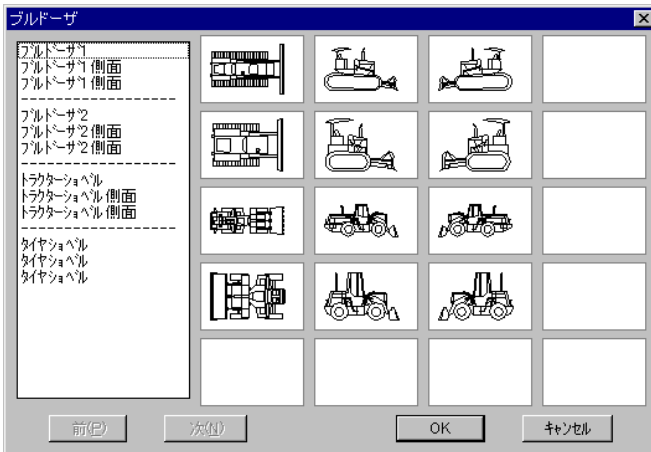 ブルドーザ
ﾌﾞﾙﾄﾞｰｻﾞ1
ﾌﾞﾙﾄﾞｰｻﾞ1 側面
ﾌﾞﾙﾄﾞｰｻﾞ1 側面
--------------------
ﾌﾞﾙﾄﾞｰｻﾞ2
ﾌﾞﾙﾄﾞｰｻﾞ2 側面
ﾌﾞﾙﾄﾞｰｻﾞ2 側面
--------------------
ﾄﾗｸﾀｰｼｮﾍﾞﾙ
ﾄﾗｸﾀｰｼｮﾍﾞﾙ 側面
ﾄﾗｸﾀｰｼｮﾍﾞﾙ 側面
--------------------
ﾀｲﾔｼｮﾍﾞﾙ
ﾀｲﾔｼｮﾍﾞﾙ
ﾀｲﾔｼｮﾍﾞﾙ
前(P) 次(N) OK ｷｬﾝｾﾙ